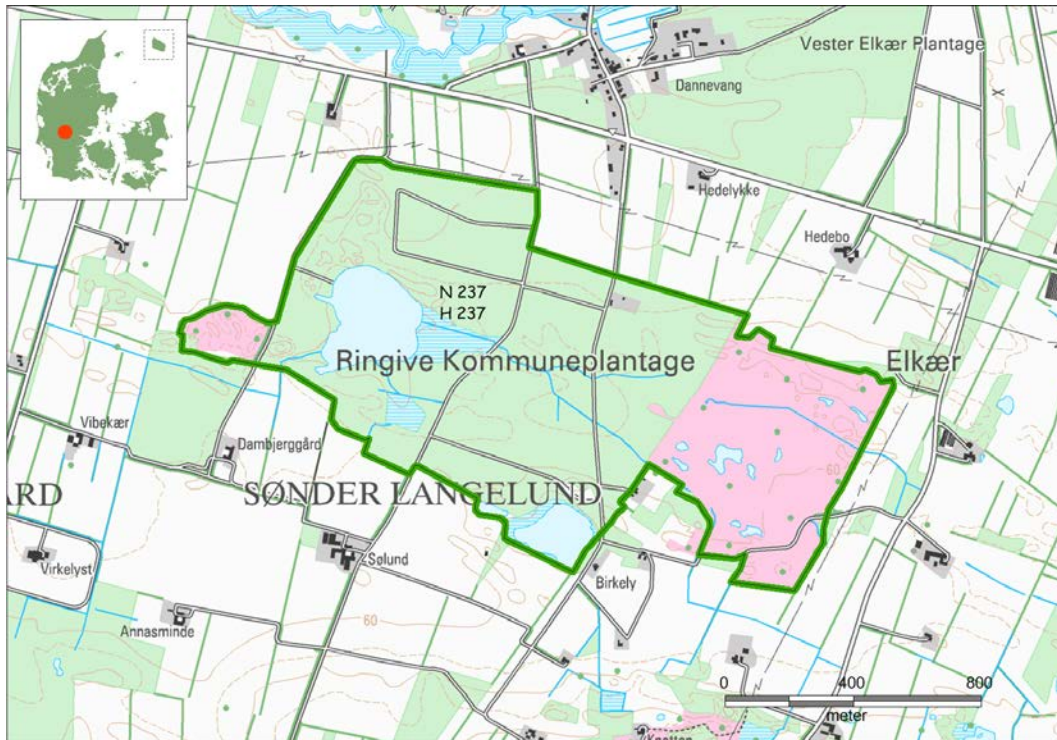 Vester Elkær Plantage
Dannevang
Hedelykke
Hedebo
N 237
H 237
Ringive Kommuneplantage
Elkær
Vibekær
Dambjerggård
ARD
SØNDER LANGELUND
Sølund
Virkelyst
Birkely
Annasminde
60
60
0 400 800
meter